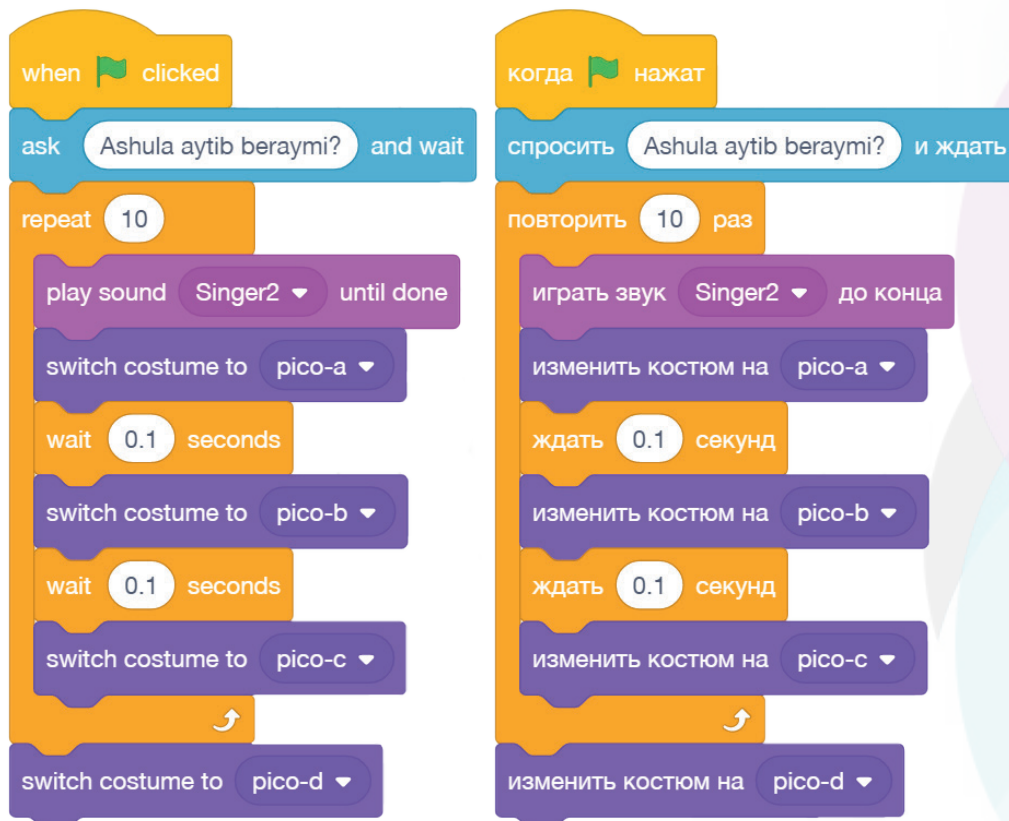 when clicked
ask Ashula aytib beraymi? and wait
repeat 10
play sound Singer2 until done
switch costume to pico-a
wait 0.1 seconds
switch costume to pico-b
wait 0.1 seconds
switch costume to pico-c
switch costume to pico-d
когда нажат
спросить Ashula aytib beraymi? и ждать
повторить 10 раз
играть звук Singer2 до конца
изменить костюм на pico-a
ждать 0.1 секунд
изменить костюм на pico-b
ждать 0.1 секунд
изменить костюм на pico-c
изменить костюм на pico-d